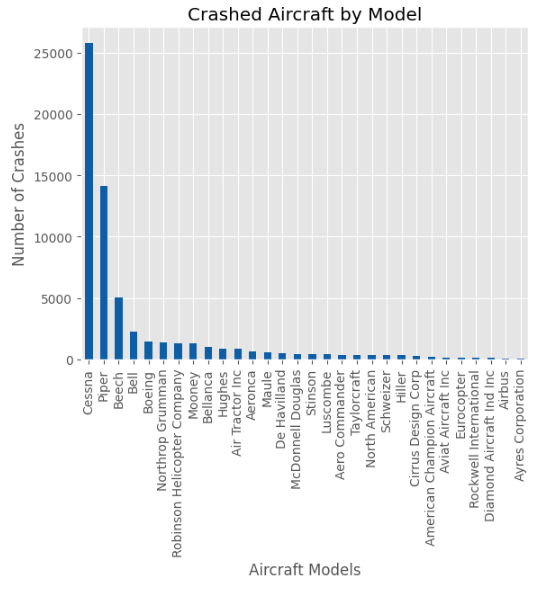 Crashed Aircraft by Model
Number of Crashes
25000
20000
15000
10000
5000
0
Cessna
Piper
Beech
Bell
Boeing
Northrop Grumman
Robinson Helicopter Company
Mooney
Bellanca
Hughes
Air Tractor Inc
Aeronca
Maule
De Havilland
McDonnell Douglas
Stinson
Luscombe
Aero Commander
Taylorcraft
North American
Schweizer
Hiller
Cirrus Design Corp
American Champion Aircraft
Aviat Aircraft Inc
Eurocopter
Rockwell International
Diamond Aircraft Ind Inc
Airbus
Ayres Corporation
Aircraft Models